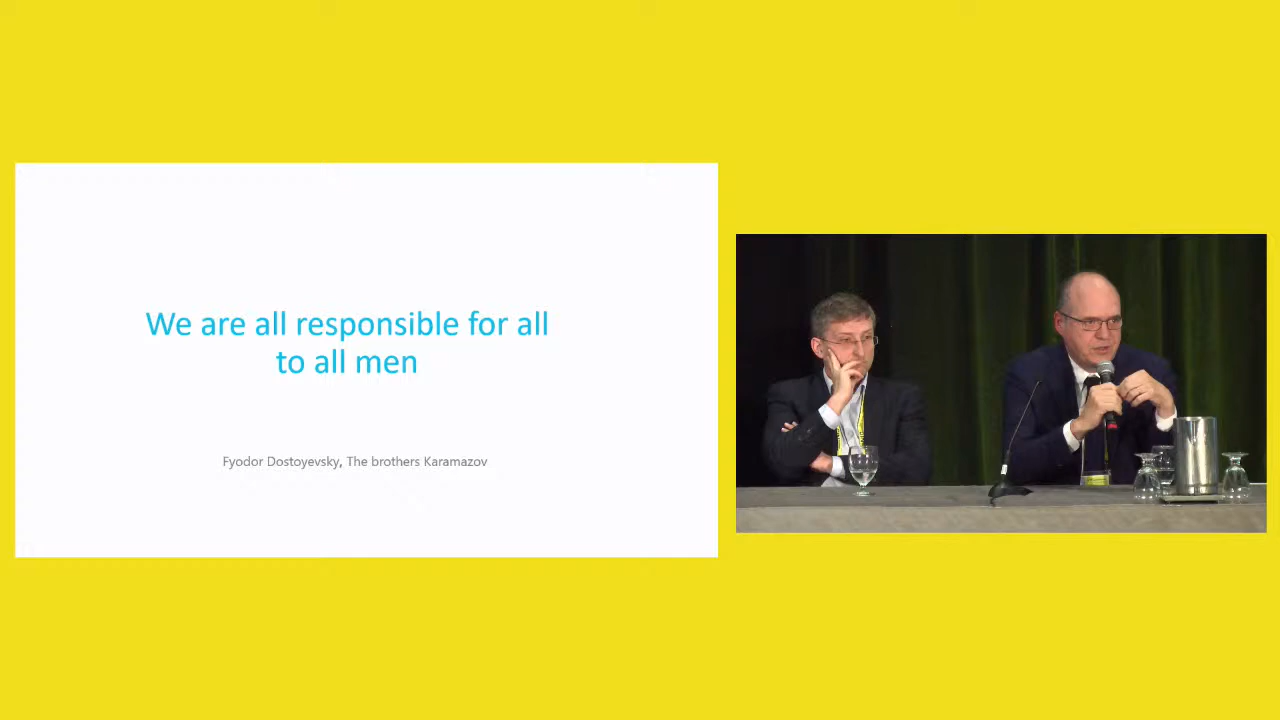 We are all responsible for all
to all men
Fyodor Dostoyevsky, The brothers Karamazov